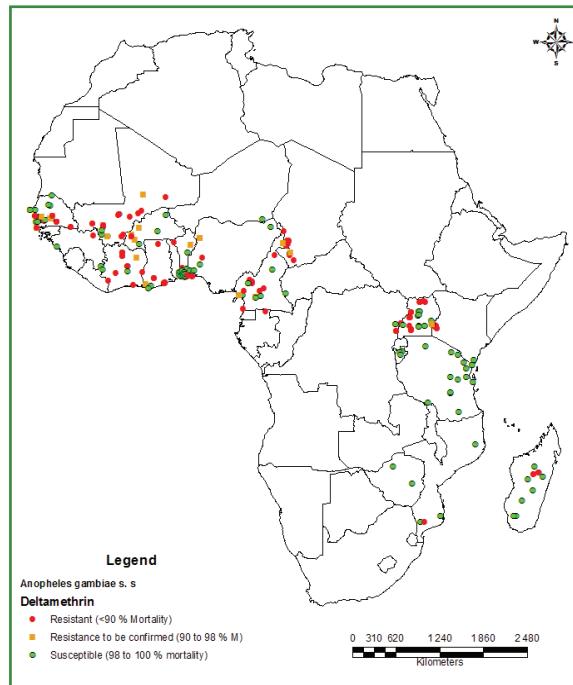 N
W E
S
Legend
Anopheles gambiae s. s
Deltamethrin
Resistant (<90 % Mortality)
Resistance to be confirmed (90 to 98 % M)
Susceptible (98 to 100 % mortality)
0 310 620 1 240 1 860 2 480
Kilometers